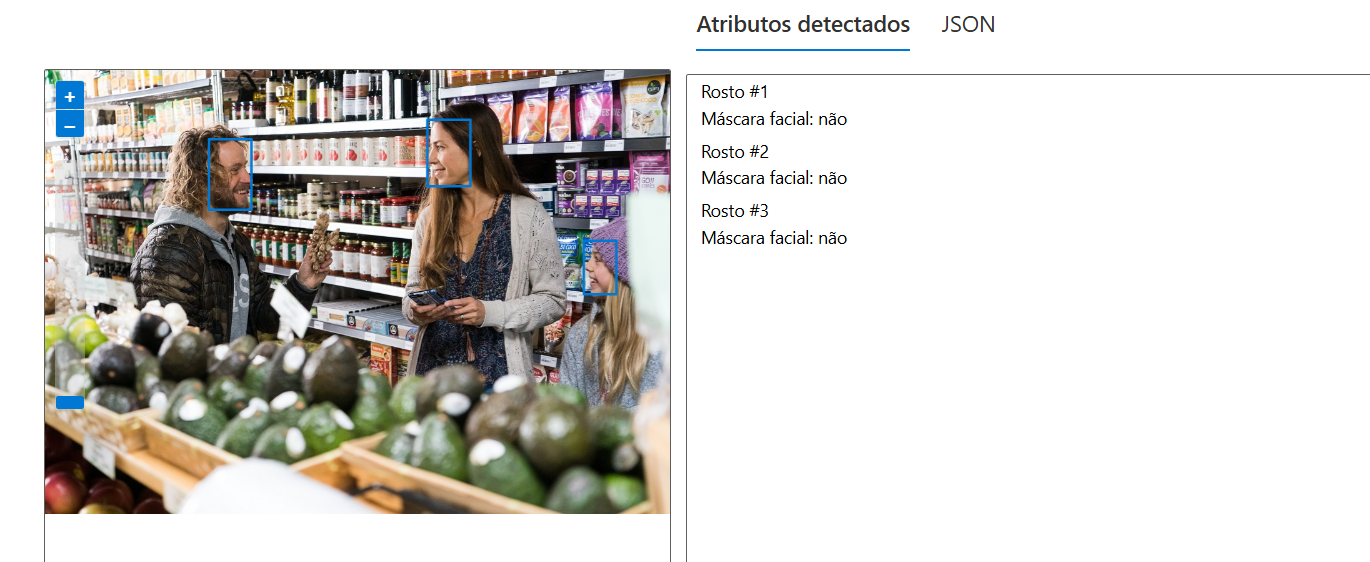 Atributos detectados
JSON
Rosto #1
Máscara facial: não
Rosto #2
Máscara facial: não
Rosto #3
Máscara facial: não
+
–